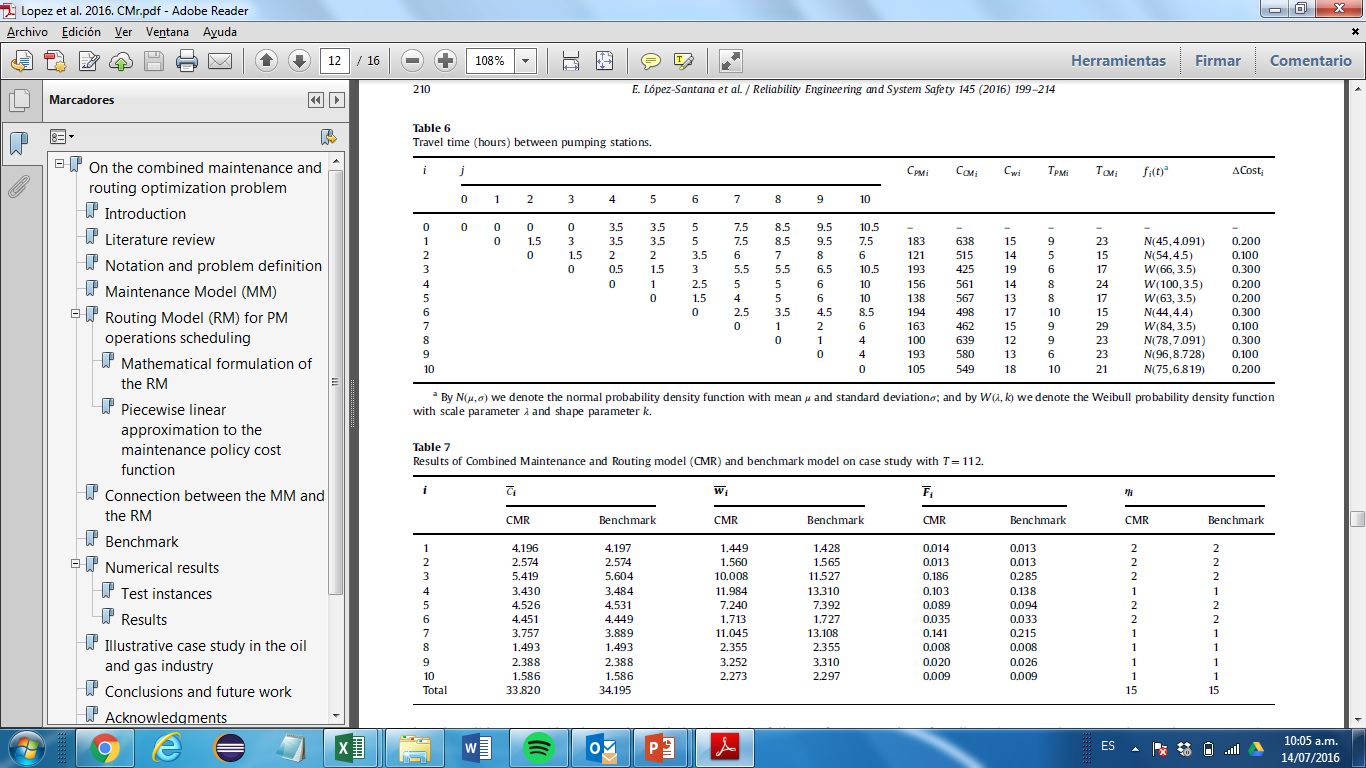 Lopez et al. 2016. CMr.pdf - Adobe Reader
Archivo Edición Ver Ventana Ayuda
12 / 16 108% Herramientas Firmar Comentario
Marcadores
On the combined maintenance and
routing optimization problem
Introduction
Literature review
Notation and problem definition
Maintenance Model (MM)
Routing Model (RM) for PM
operations scheduling
Mathematical formulation of
the RM
Piecewise linear
approximation to the
maintenance policy cost
function
Connection between the MM and
the RM
Benchmark
Numerical results
Test instances
Results
Illustrative case study in the oil
and gas industry
Conclusions and future work
Acknowledgments
210 E. López-Santana et al. / Reliability Engineering and System Safety 145 (2016) 199–214
Table 6
Travel time (hours) between pumping stations.
i j C_PMi C_CMi C_wi T_PMi T_CMi f_i(t)^a ΔCost_i
0 1 2 3 4 5 6 7 8 9 10
0 0 0 0 0 3.5 3.5 5 7.5 8.5 9.5 10.5 – – – – – – –
1 0 1.5 3 3.5 3.5 5 7.5 8.5 9.5 7.5 183 638 15 9 23 N(45, 4.091) 0.200
2 0 1.5 2 2 3.5 6 7 8 6 121 515 14 5 15 N(54, 4.5) 0.100
3 0 0.5 1.5 3 5.5 5.5 6.5 10.5 193 425 19 6 17 W(66, 3.5) 0.300
4 0 1 2.5 5 5 6 10 156 561 14 8 24 W(100, 3.5) 0.200
5 0 1.5 4 5 6 10 138 567 13 8 17 W(63, 3.5) 0.200
6 0 2.5 3.5 4.5 8.5 194 498 17 10 15 N(44, 4.4) 0.300
7 0 1 2 6 163 462 15 9 29 W(84, 3.5) 0.100
8 0 1 4 100 639 12 9 23 N(78, 7.091) 0.300
9 0 4 193 580 13 6 23 N(96, 8.728) 0.100
10 0 105 549 18 10 21 N(75, 6.819) 0.200
a By N(μ, σ) we denote the normal probability density function with mean μ and standard deviationσ; and by W(λ, k) we denote the Weibull probability density function
with scale parameter λ and shape parameter k.
Table 7
Results of Combined Maintenance and Routing model (CMR) and benchmark model on case study with T = 112.
i C̅i w̅i F̅i ηi
CMR Benchmark CMR Benchmark CMR Benchmark CMR Benchmark
1 4.196 4.197 1.449 1.428 0.014 0.013 2 2
2 2.574 2.574 1.560 1.565 0.013 0.013 2 2
3 5.419 5.604 10.008 11.527 0.186 0.285 2 2
4 3.430 3.484 11.984 13.310 0.103 0.138 1 1
5 4.526 4.531 7.240 7.392 0.089 0.094 2 2
6 4.451 4.449 1.713 1.727 0.035 0.033 2 2
7 3.757 3.889 11.045 13.108 0.141 0.215 1 1
8 1.493 1.493 2.355 2.355 0.008 0.008 1 1
9 2.388 2.388 3.252 3.310 0.020 0.026 1 1
10 1.586 1.586 2.273 2.297 0.009 0.009 1 1
Total 33.820 34.195 15 15
ES 10:05 a.m.
14/07/2016